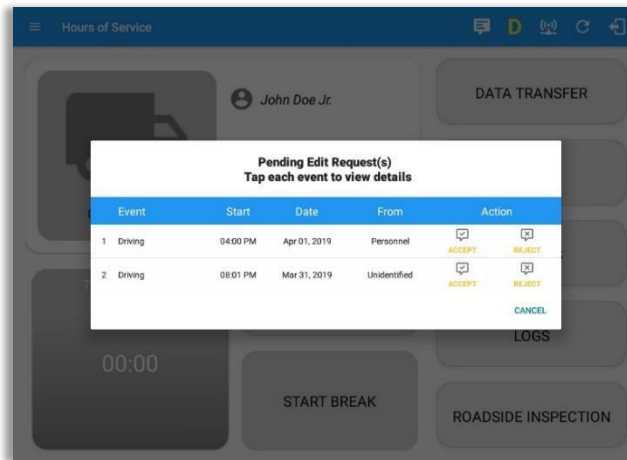 Hours of Service
D
John Doe Jr.
DATA TRANSFER
Pending Edit Request(s)
Tap each event to view details
Event Start Date From Action
1 Driving 04:00 PM Apr 01, 2019 Personnel ACCEPT REJECT
2 Driving 08:01 PM Mar 31, 2019 Unidentified ACCEPT REJECT
CANCEL
LOGS
00:00
START BREAK
ROADSIDE INSPECTION